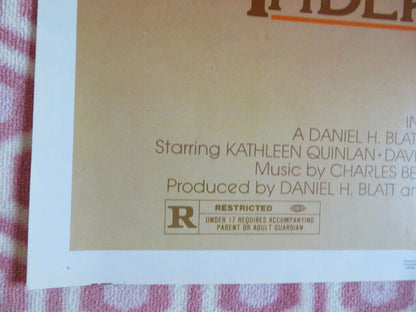 IN
A DANIEL H. BLAT
Starring KATHLEEN QUINLAN • DAVI
Music by CHARLES BE
Produced by DANIEL H. BLATT a
R RESTRICTED
UNDER 17 REQUIRES ACCOMPANYING
PARENT OR ADULT GUARDIAN